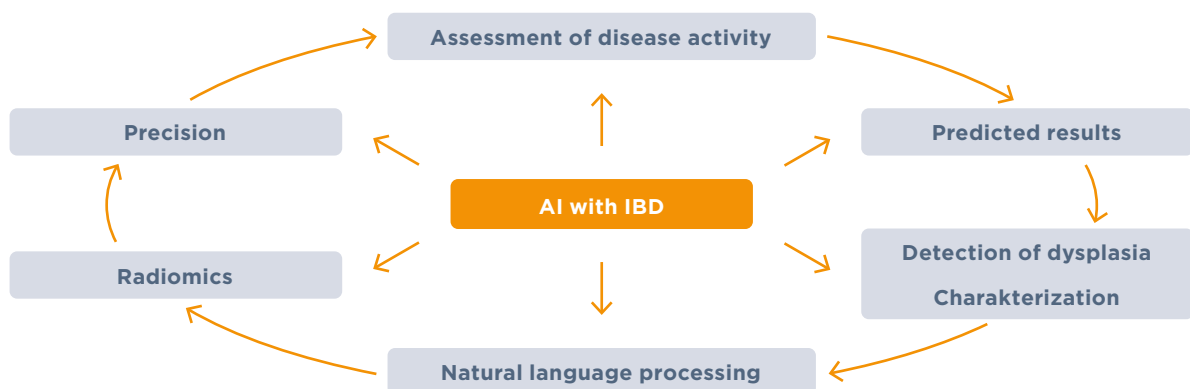 Assessment of disease activity
Precision
Predicted results
AI with IBD
Radiomics
Detection of dysplasia
Charakterization
Natural language processing